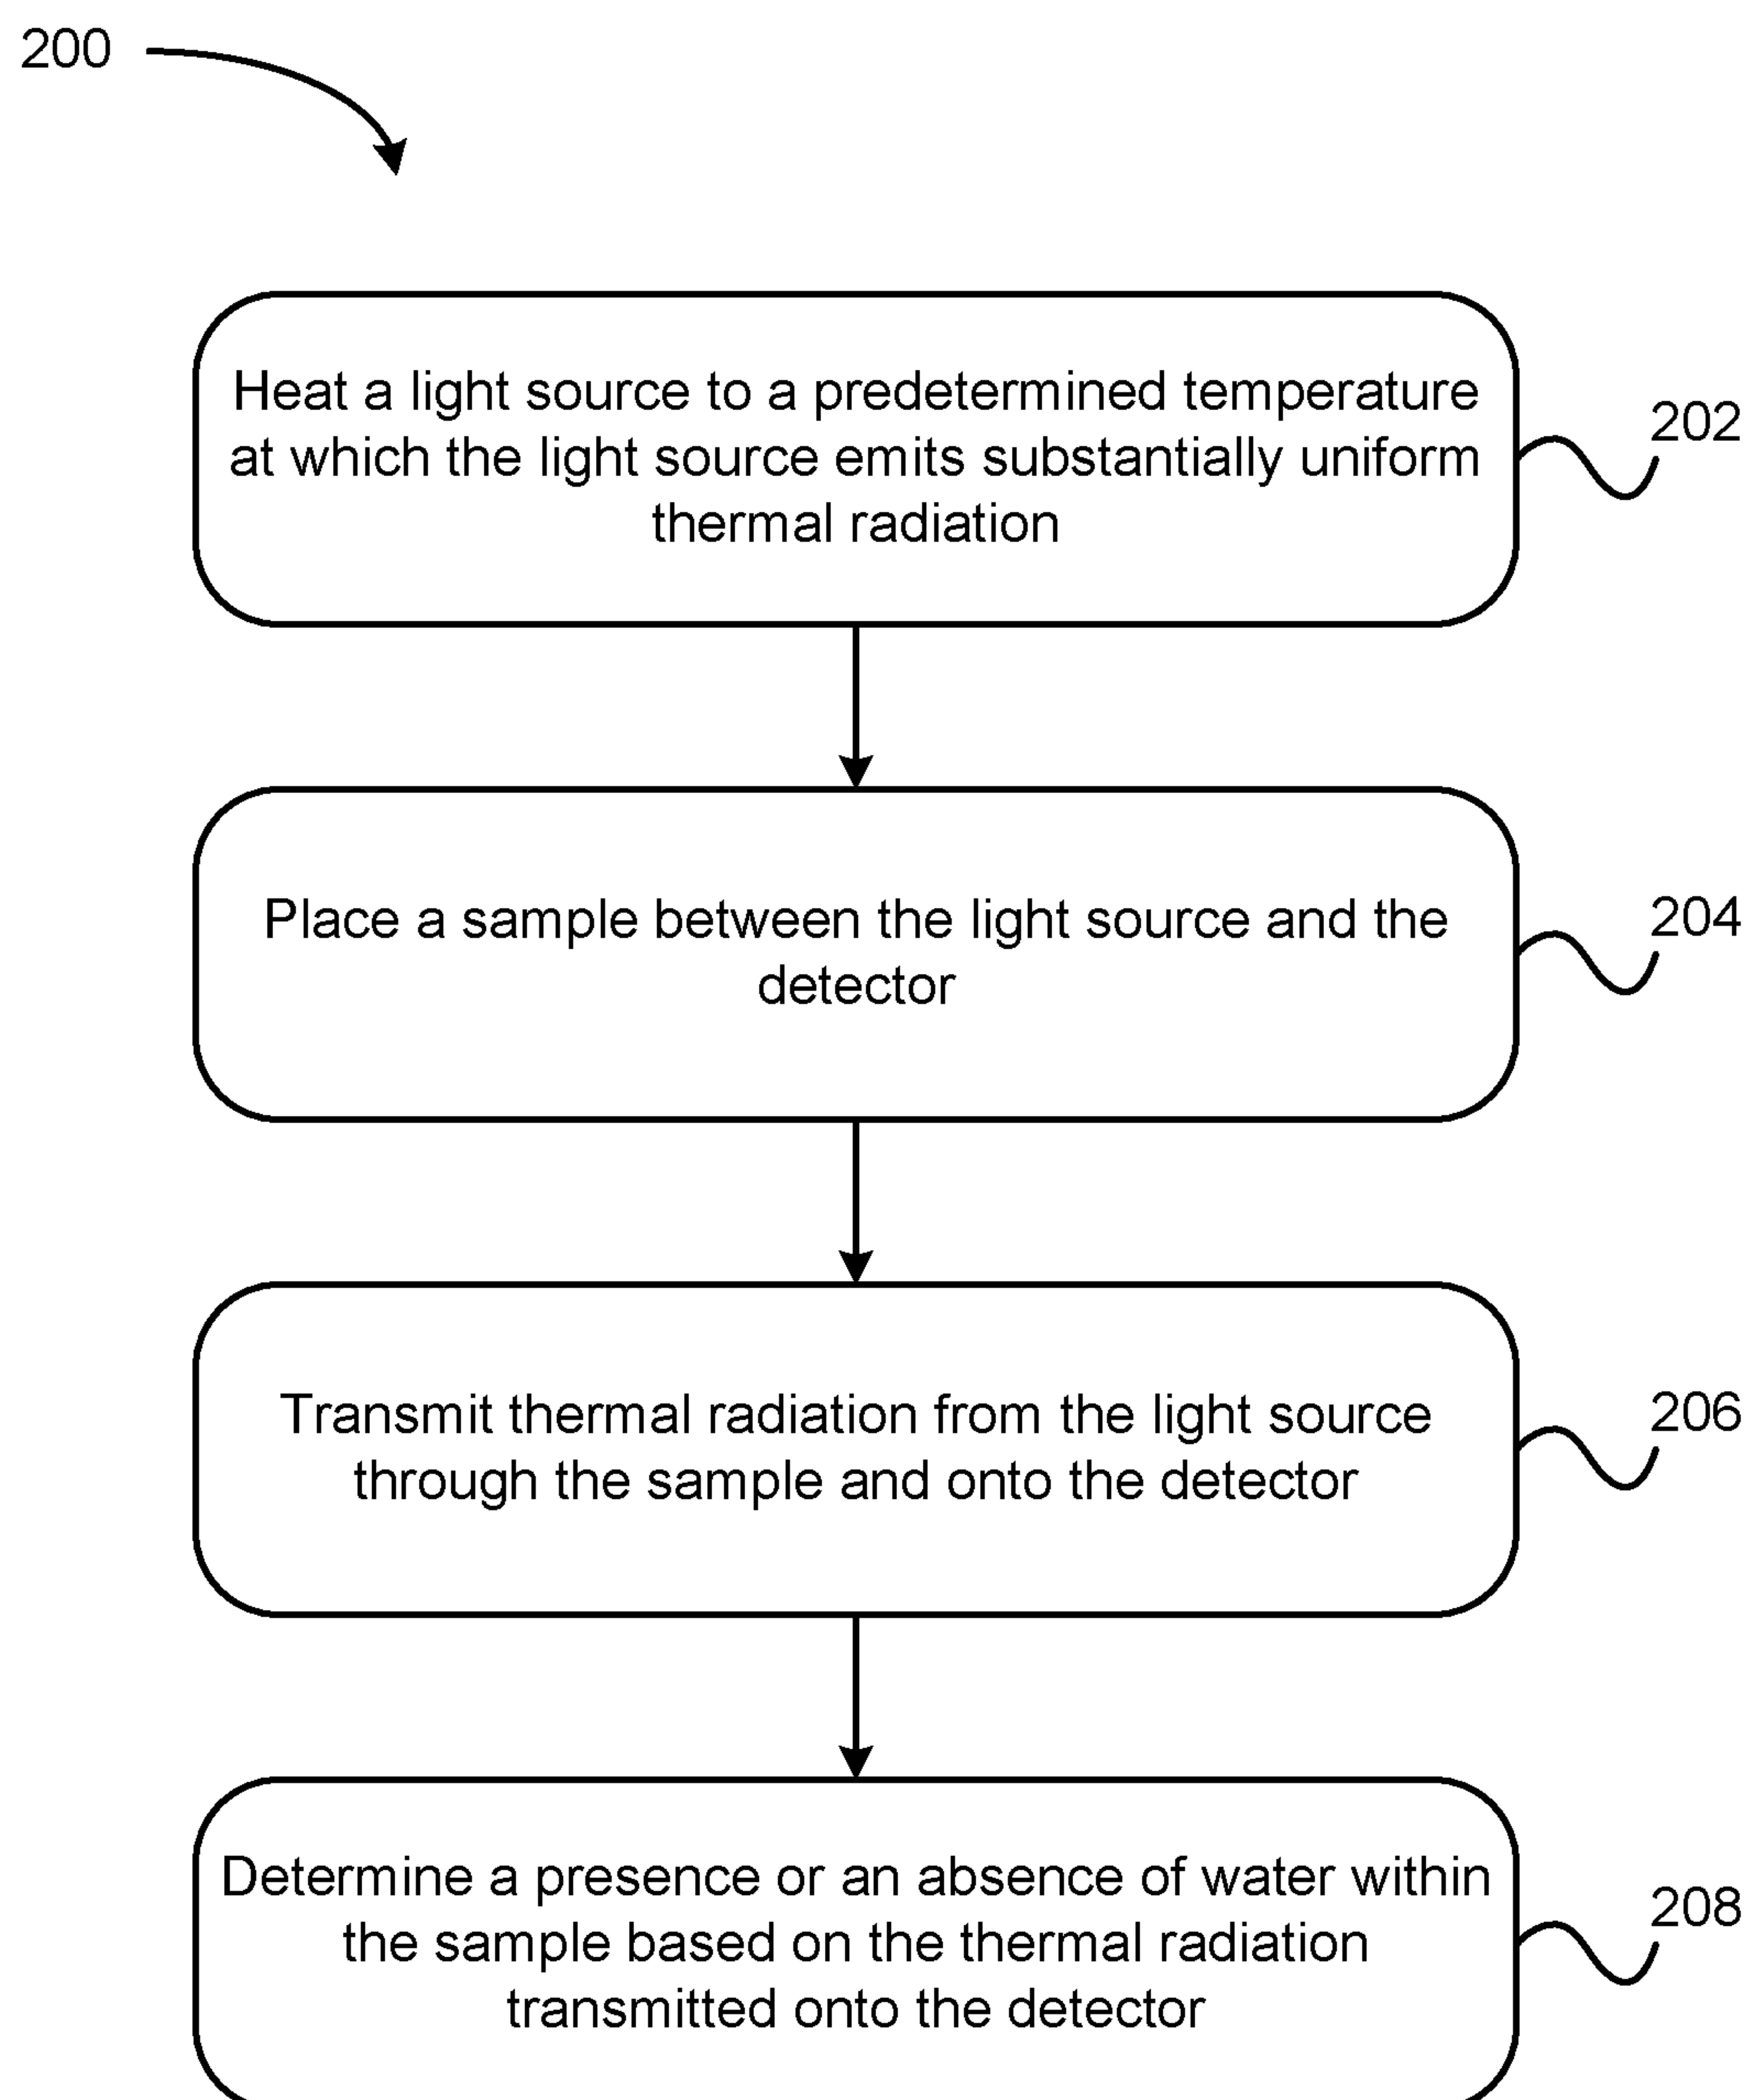 200
Heat a light source to a predetermined temperature
at which the light source emits substantially uniform
thermal radiation
202
Place a sample between the light source and the
detector
204
Transmit thermal radiation from the light source
through the sample and onto the detector
206
Determine a presence or an absence of water within
the sample based on the thermal radiation
transmitted onto the detector
208